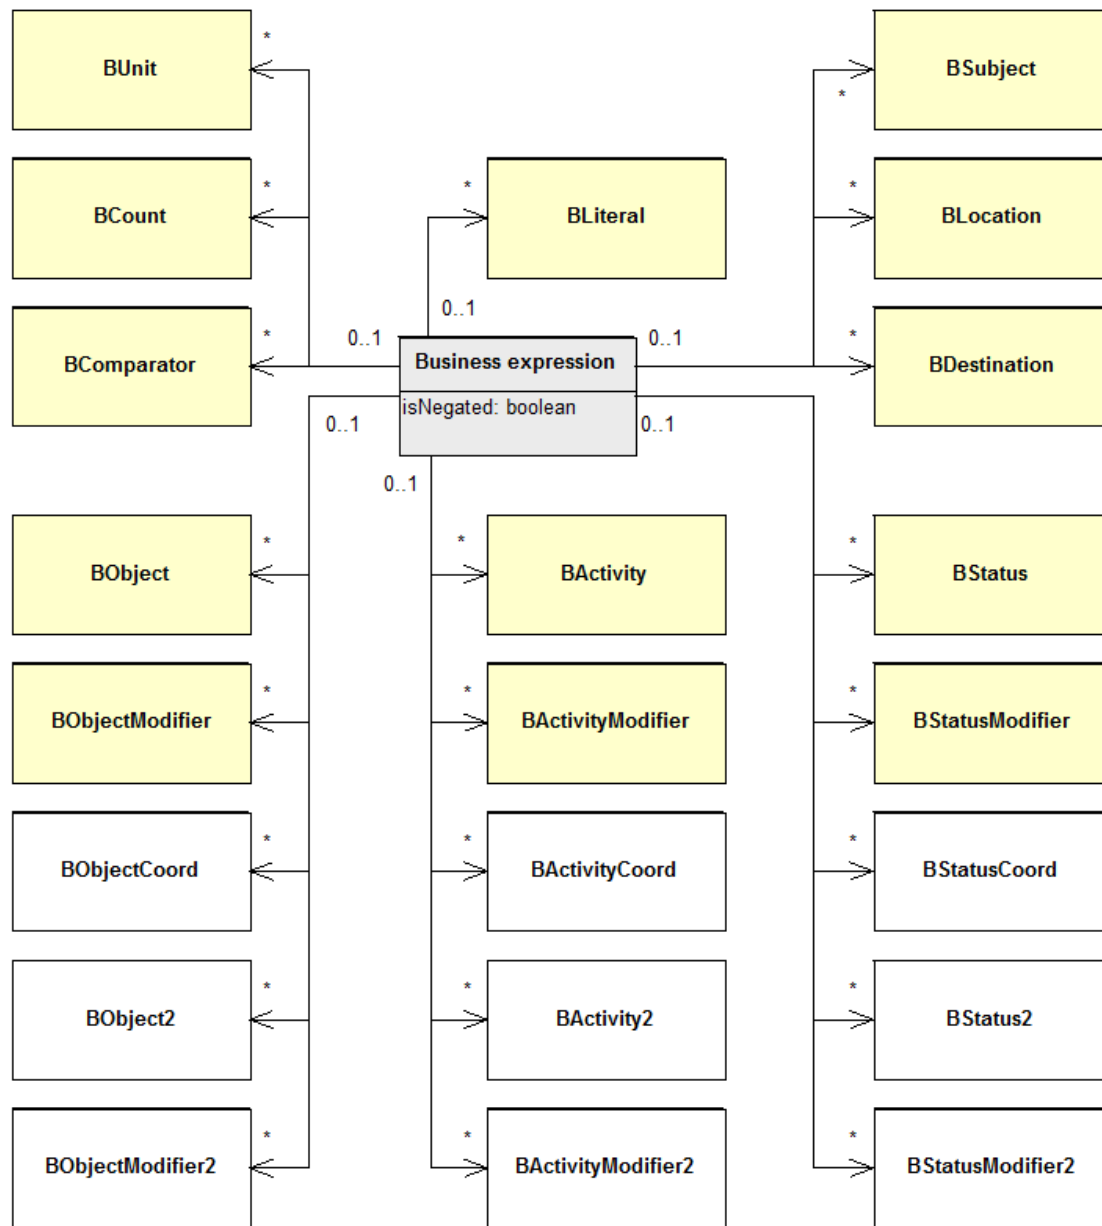 *
BUnit
BSubject
*
*
BCount
*
BLiteral
*
BLocation
0..1
*
BComparator
0..1
Business expression
0..1
*
BDestination
isNegated: boolean
0..1
0..1
0..1
*
BObject
*
BActivity
*
BStatus
*
BObjectModifier
*
BActivityModifier
*
BStatusModifier
*
BObjectCoord
*
BActivityCoord
*
BStatusCoord
*
BObject2
*
BActivity2
*
BStatus2
*
BObjectModifier2
*
BActivityModifier2
*
BStatusModifier2